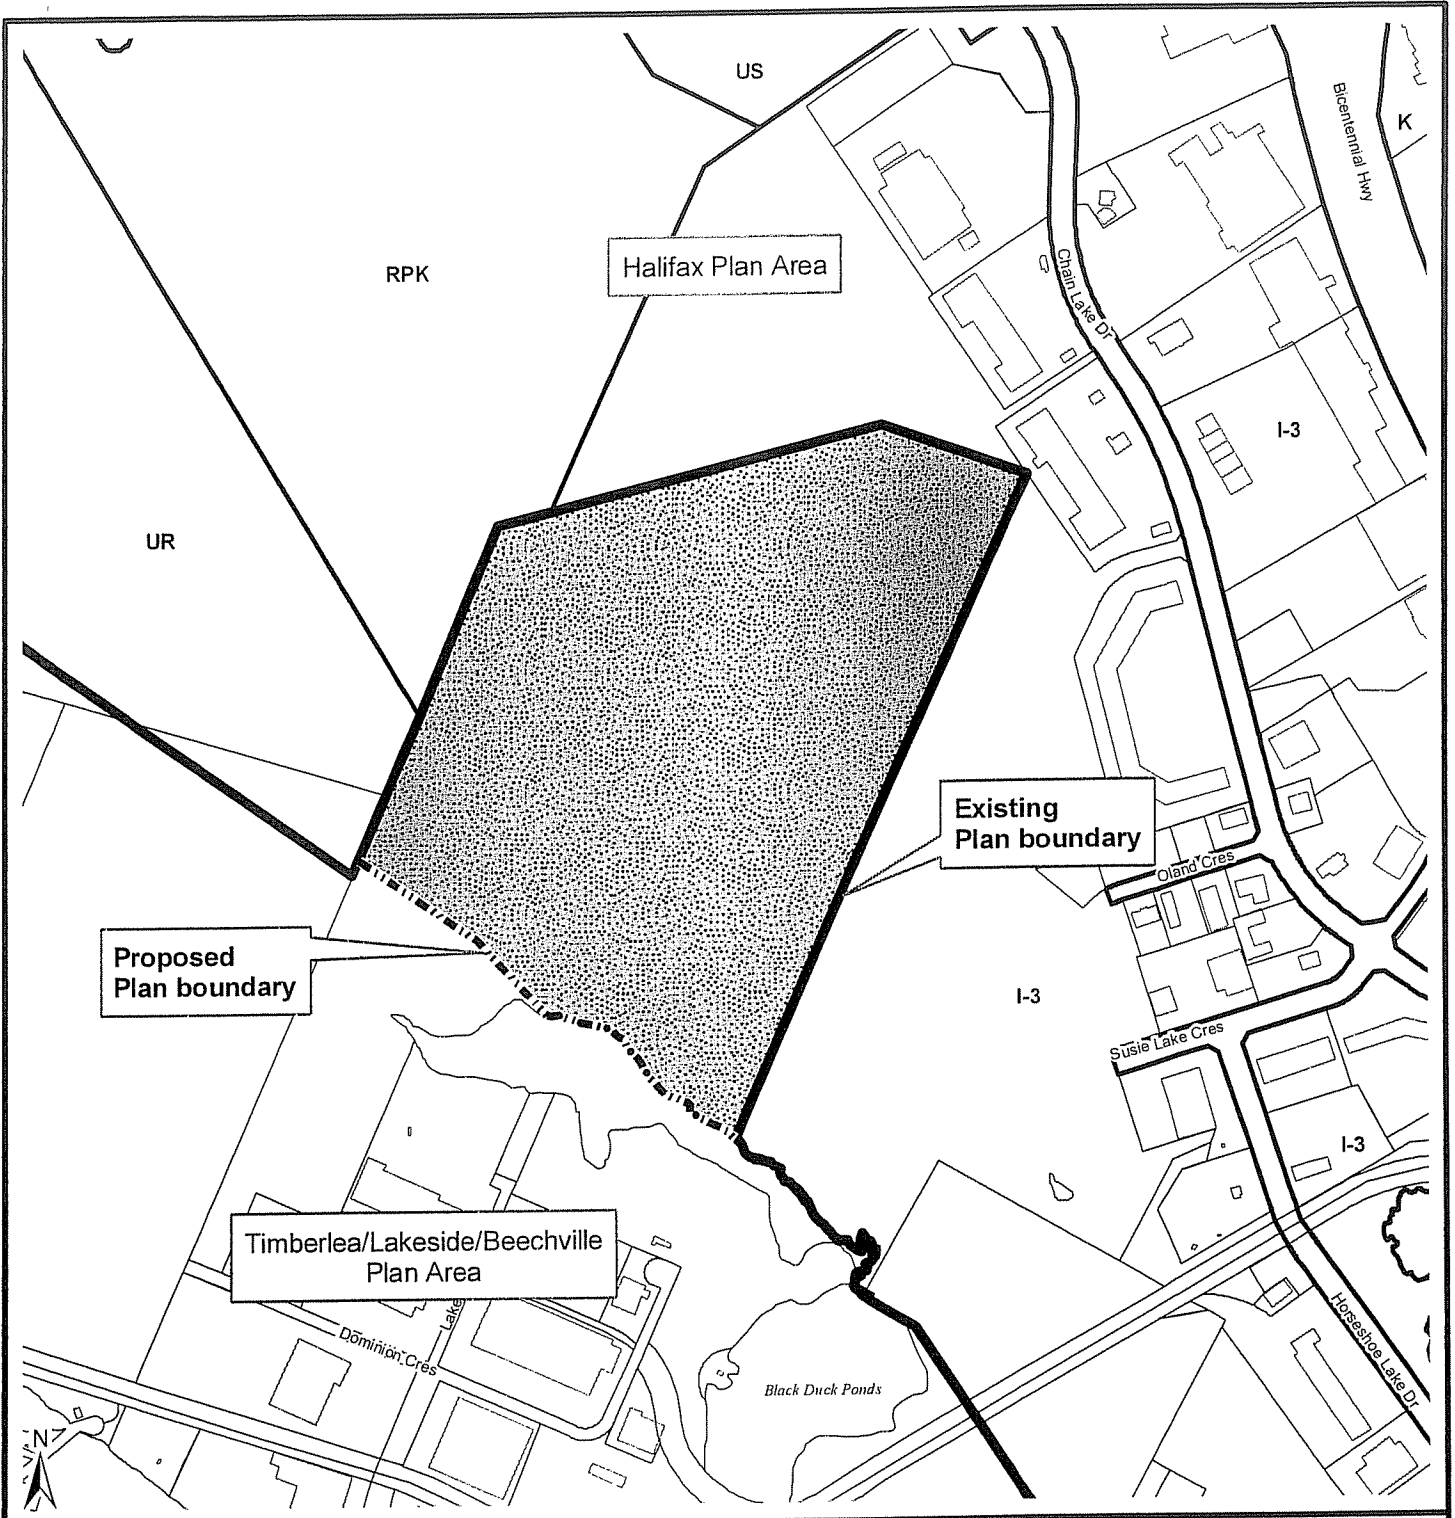 US
K
Bicentennial Hwy
RPK
Halifax Plan Area
Chain Lake Dr
I-3
UR
Existing
Plan boundary
Oland Cres
Proposed
Plan boundary
I-3
Susie Lake Cres
I-3
Timberlea/Lakeside/Beechville
Plan Area
Lake
Dominion Cres
Horseshoe Lake Dr
Black Duck Ponds
N